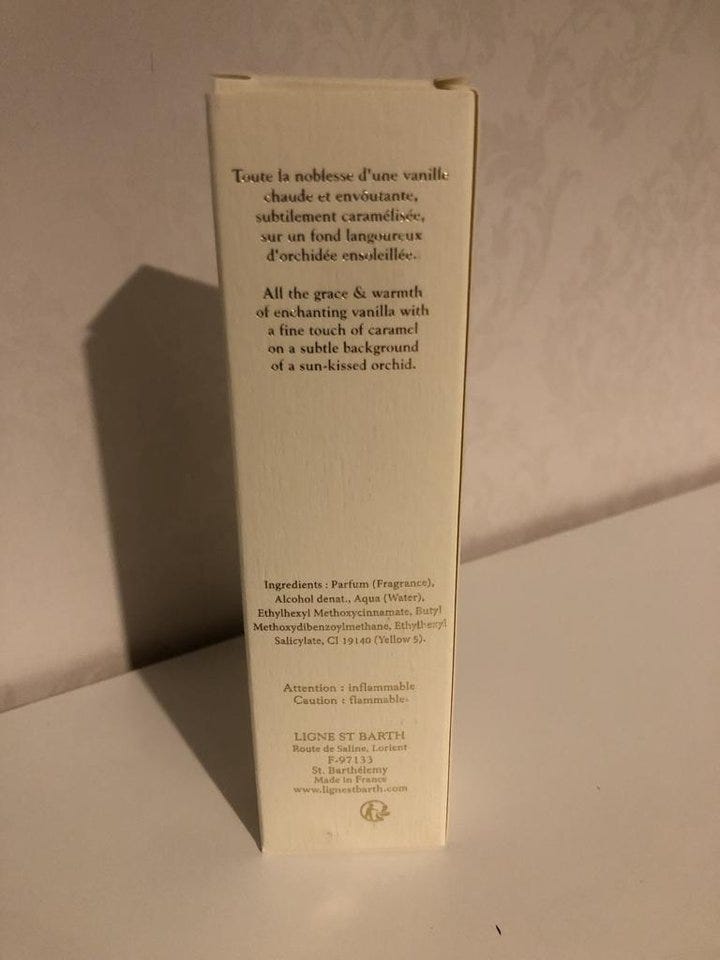 Toute la noblesse d'une vanille
chaude et envoûtante,
subtilement caramélisée,
sur un fond langoureux
d'orchidée ensoleillée.
All the grace & warmth
of enchanting vanilla with
a fine touch of caramel
on a subtle background
of a sun-kissed orchid.
Ingredients : Parfum (Fragrance),
Alcohol denat., Aqua (Water),
Ethylhexyl Methoxycinnamate, Butyl
Methoxydibenzoylmethane, Ethylhexyl
Salicylate, CI 19140 (Yellow 5).
Attention : inflammable
Caution : flammable.
LIGNE ST BARTH
Route de Saline, Lorient
F-97133
St. Barthélemy
Made in France
www.lignestbarth.com